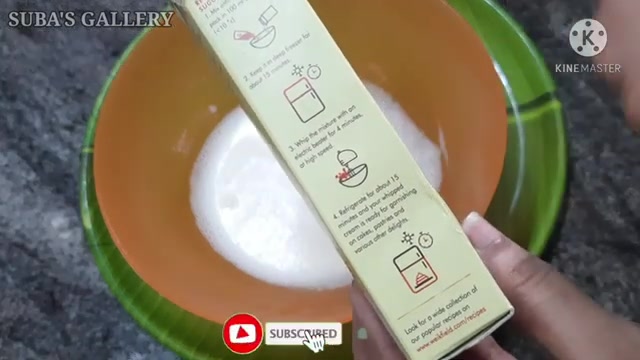 SUBA'S GALLERY
KINEMASTER
2. Keep it in deep freezer for
about 15 minutes.
3. Whip the mixture with an
electric beater for 4 minutes,
at high speed.
4. Refrigerate for about 15
minutes and your whipped
cream is ready for garnishing
on cakes, pastries and
various other delights.
Look for a wide collection of
our popular recipes on
www.weikfield.com/recipes
SUBSCRIBED